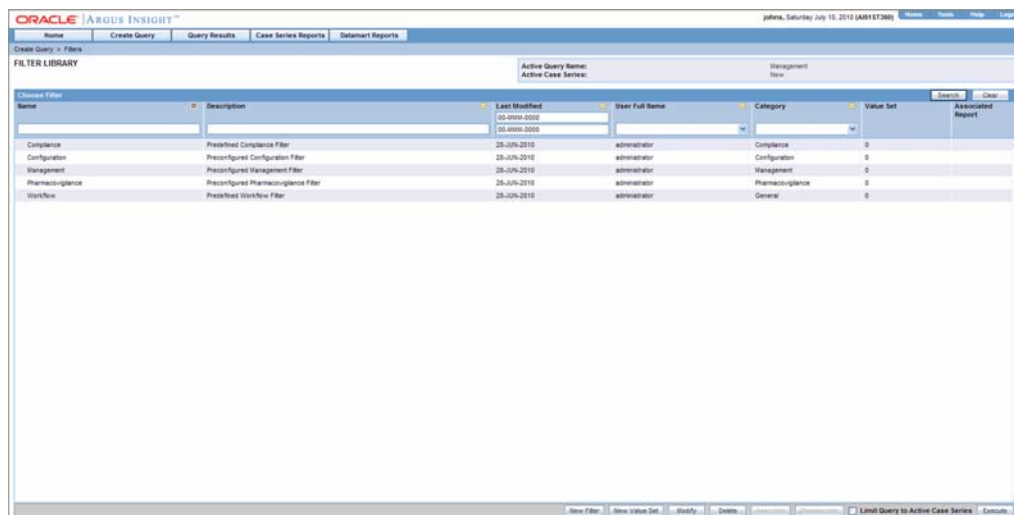 ORACLE ARGUS INSIGHT™
johns, Saturday July 10, 2010 (AI51ST360) Home Tools Help
Home Create Query Query Results Case Series Reports Datamart Reports
Create Query > Filters
FILTER LIBRARY
Active Query Name: Management
Active Case Series: New
Choose Filter Search Clear
Name Description Last Modified User Full Name Category Value Set Associated Report
00-MMM-0000
00-MMM-0000
Compliance Predefined Compliance Filter 28-JUN-2010 administrator Compliance 0
Configuration Preconfigured Configuration Filter 28-JUN-2010 administrator Configuration 0
Management Preconfigured Management Filter 28-JUN-2010 administrator Management 0
Pharmacovigilance Preconfigured Pharmacovigilance Filter 28-JUN-2010 administrator Pharmacovigilance 0
Workflow Predefined Workflow Filter 28-JUN-2010 administrator General 0
New Filter New Value Set Modify Delete Limit Query to Active Case Series Execute